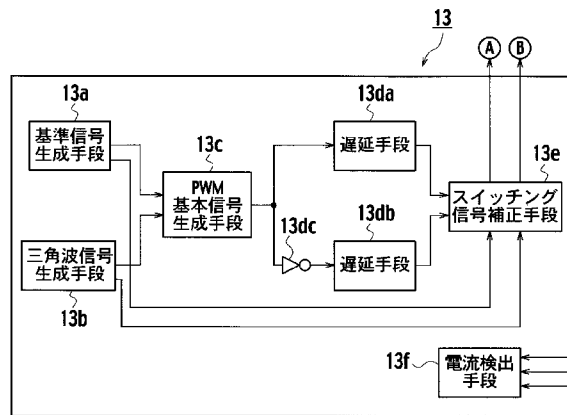 13
A
B
13a
基準信号
生成手段
13c
PWM
基本信号
生成手段
13da
遅延手段
13e
スイッチング
信号補正手段
13dc
13db
遅延手段
三角波信号
生成手段
13b
13f
電流検出
手段